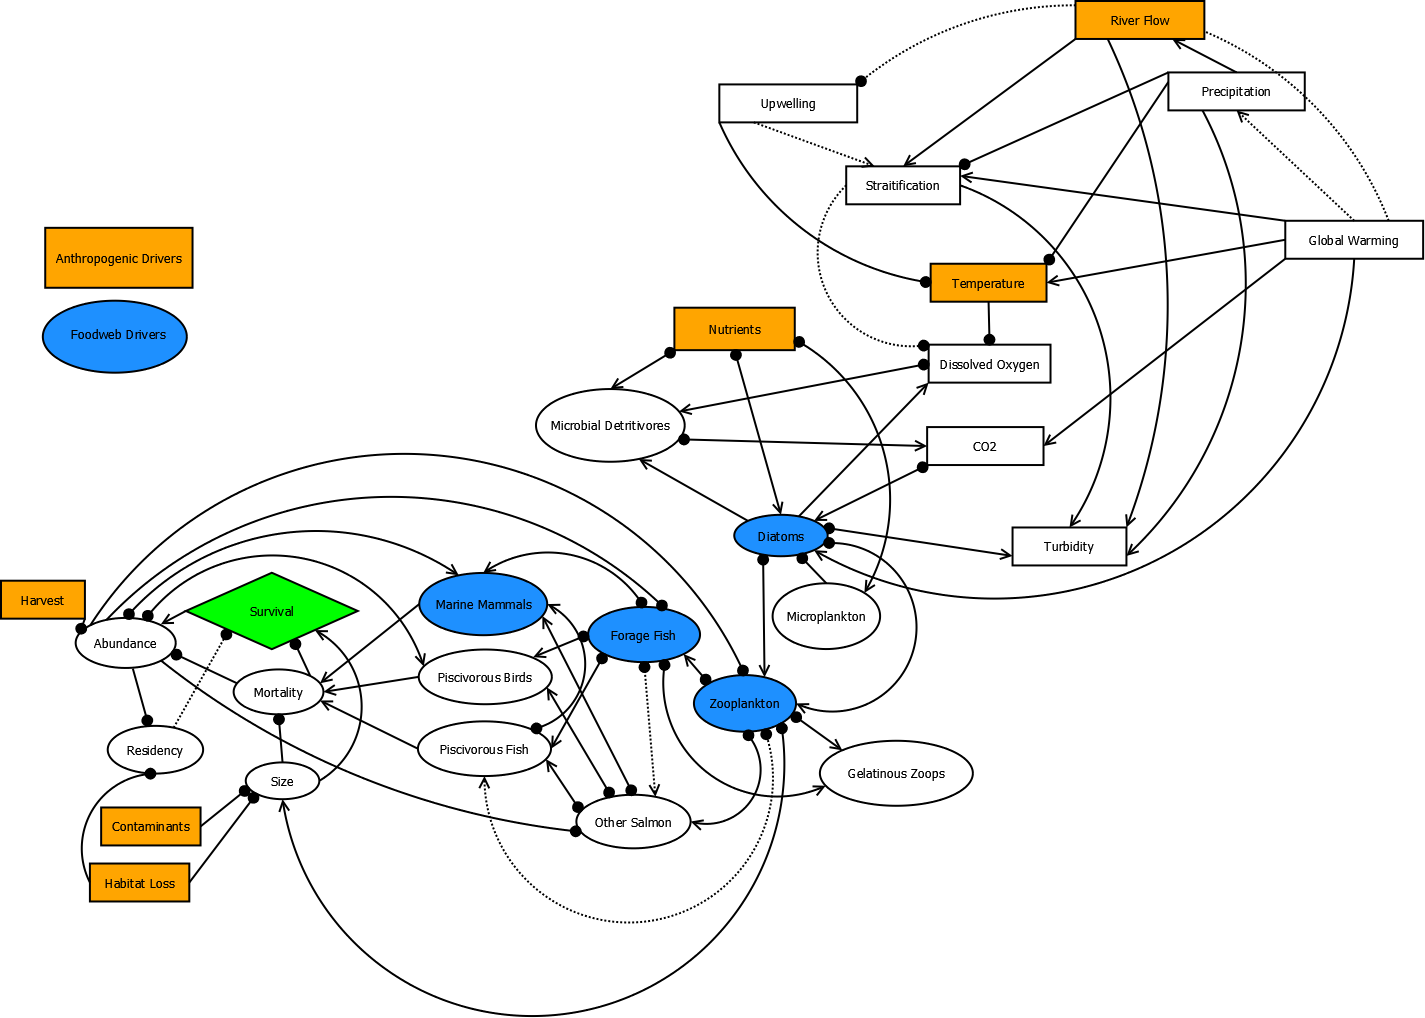 River Flow
Precipitation
Upwelling
Straitification
Global Warming
Anthropogenic Drivers
Temperature
Foodweb Drivers
Nutrients
Dissolved Oxygen
Microbial Detritivores
CO2
Diatoms
Turbidity
Harvest
Survival
Marine Mammals
Microplankton
Abundance
Forage Fish
Piscivorous Birds
Mortality
Zooplankton
Residency
Piscivorous Fish
Gelatinous Zoops
Size
Contaminants
Other Salmon
Habitat Loss